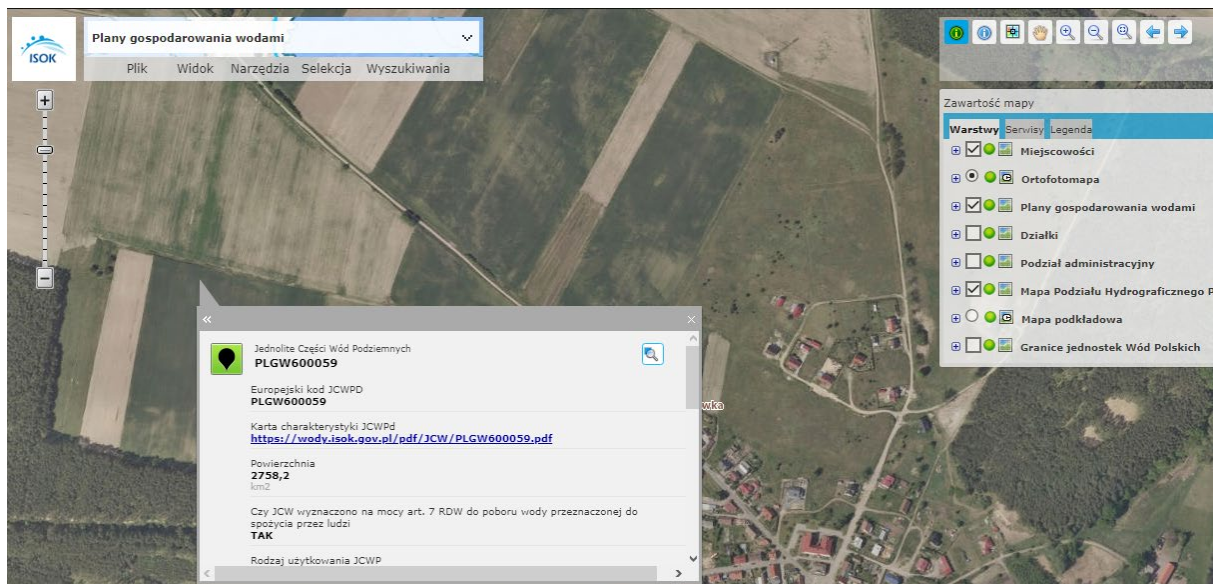 ISOK
Plany gospodarowania wodami
Plik Widok Narzędzia Selekcja Wyszukiwania
Zawartość mapy
Warstwy Serwisy Legenda
Miejscowości
Ortofotomapa
Plany gospodarowania wodami
Działki
Podział administracyjny
Mapa Podziału Hydrograficznego P
Mapa podkładowa
Granice jednostek Wód Polskich
Jednolite Części Wód Podziemnych
PLGW600059
Europejski kod JCWPD
PLGW600059
Karta charakterystyki JCWPd
https://wody.isok.gov.pl/pdf/JCW/PLGW600059.pdf
Powierzchnia
2758,2
km2
Czy JCW wyznaczono na mocy art. 7 RDW do poboru wody przeznaczonej do
spożycia przez ludzi
TAK
Rodzaj użytkowania JCWP
wka